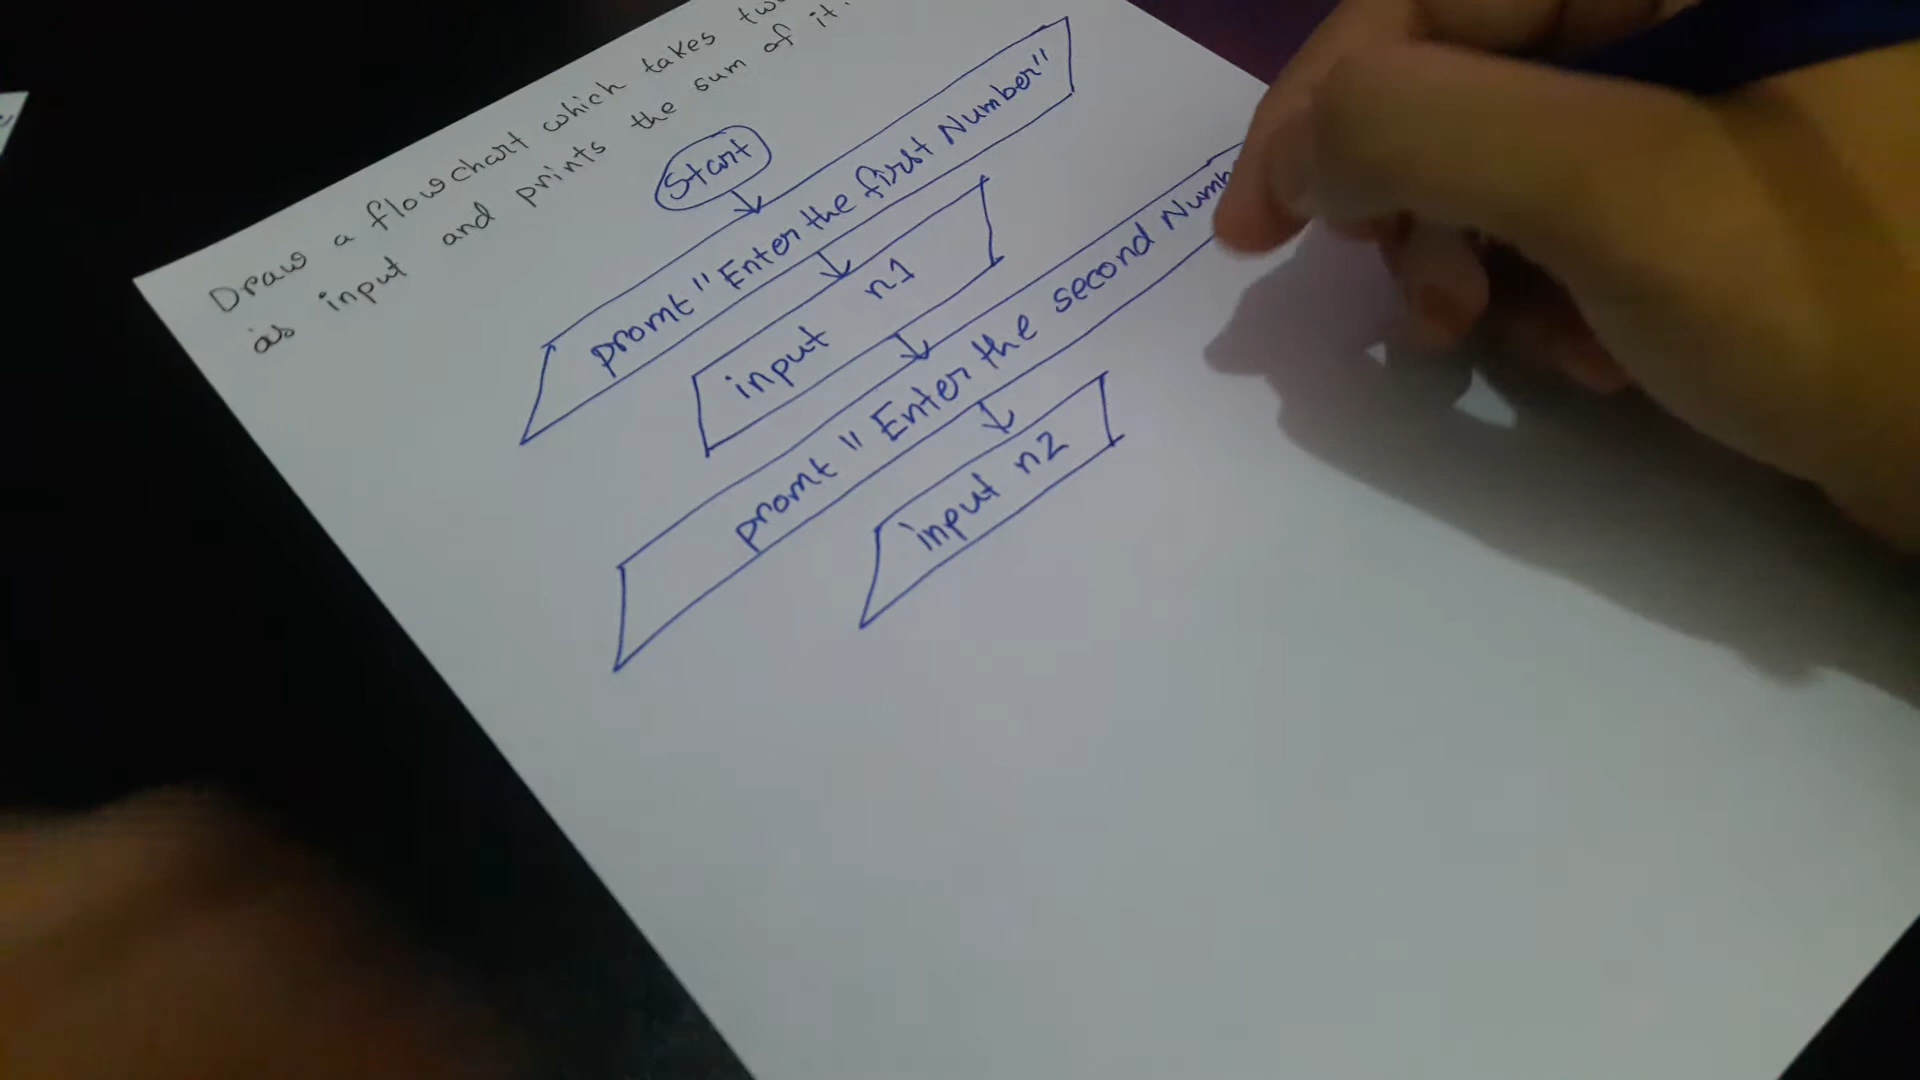 Draw a flowchart which takes
as input and prints the sum of it.
Start
promt "Enter the first Number"
input n1
promt "Enter the second
input n2